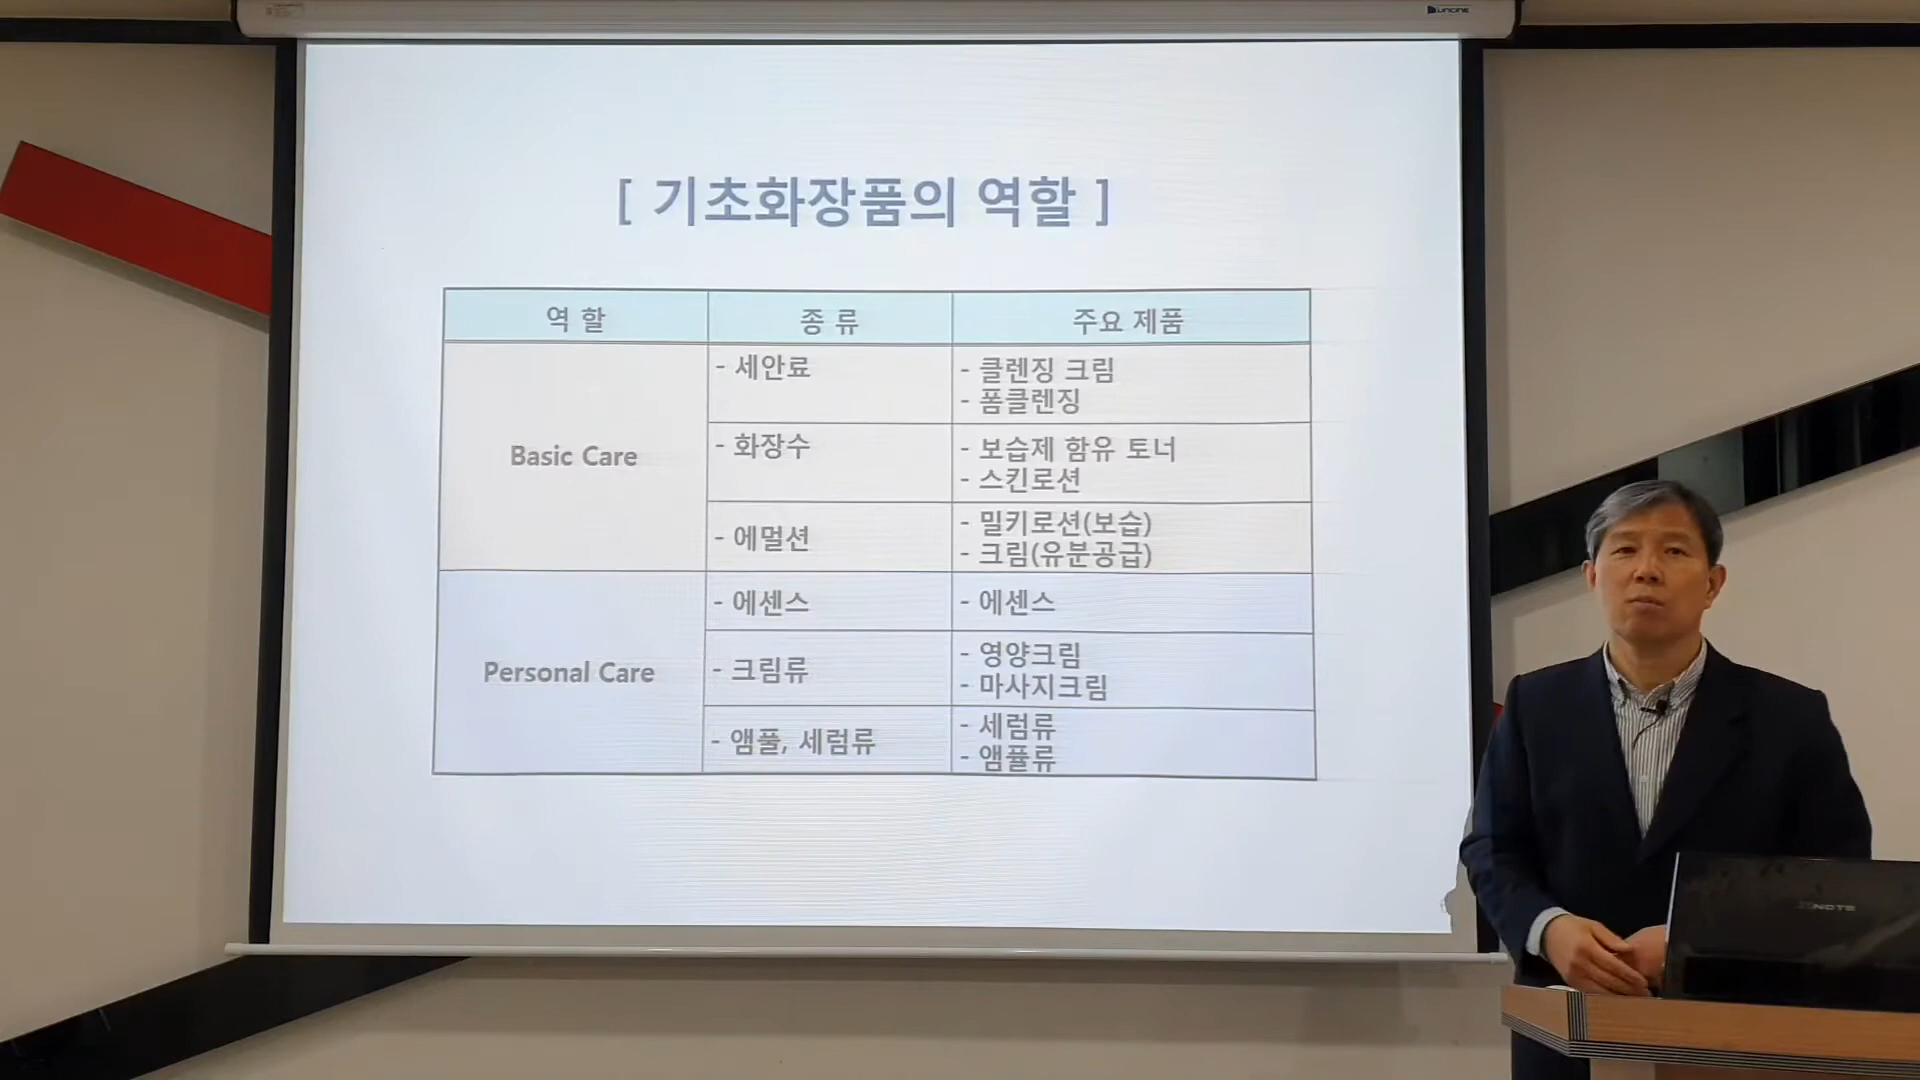 [ 기초화장품의 역할 ]
역 할
종 류
주요 제품
Basic Care
- 세안료
- 클렌징 크림
- 폼클렌징
- 화장수
- 보습제 함유 토너
- 스킨로션
- 에멀션
- 밀키로션(보습)
- 크림(유분공급)
Personal Care
- 에센스
- 에센스
- 크림류
- 영양크림
- 마사지크림
- 앰풀, 세럼류
- 세럼류
- 앰퓰류